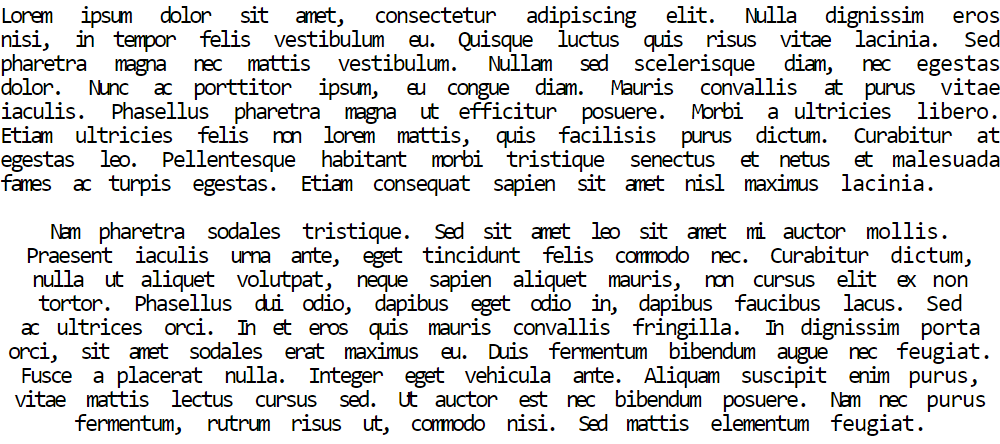 Lorem ipsum dolor sit amet, consectetur adipiscing elit. Nulla dignissim eros
nisi, in tempor felis vestibulum eu. Quisque luctus quis risus vitae lacinia. Sed
pharetra magna nec mattis vestibulum. Nullam sed scelerisque diam, nec egestas
dolor. Nunc ac porttitor ipsum, eu congue diam. Mauris convallis at purus vitae
iaculis. Phasellus pharetra magna ut efficitur posuere. Morbi a ultricies libero.
Etiam ultricies felis non lorem mattis, quis facilisis purus dictum. Curabitur at
egestas leo. Pellentesque habitant morbi tristique senectus et netus et malesuada
fames ac turpis egestas. Etiam consequat sapien sit amet nisl maximus lacinia.

Nam pharetra sodales tristique. Sed sit amet leo sit amet mi auctor mollis.
Praesent iaculis urna ante, eget tincidunt felis commodo nec. Curabitur dictum,
nulla ut aliquet volutpat, neque sapien aliquet mauris, non cursus elit ex non
tortor. Phasellus dui odio, dapibus eget odio in, dapibus faucibus lacus. Sed
ac ultrices orci. In et eros quis mauris convallis fringilla. In dignissim porta
orci, sit amet sodales erat maximus eu. Duis fermentum bibendum augue nec feugiat.
Fusce a placerat nulla. Integer eget vehicula ante. Aliquam suscipit enim purus,
vitae mattis lectus cursus sed. Ut auctor est nec bibendum posuere. Nam nec purus
fermentum, rutrum risus ut, commodo nisi. Sed mattis elementum feugiat.